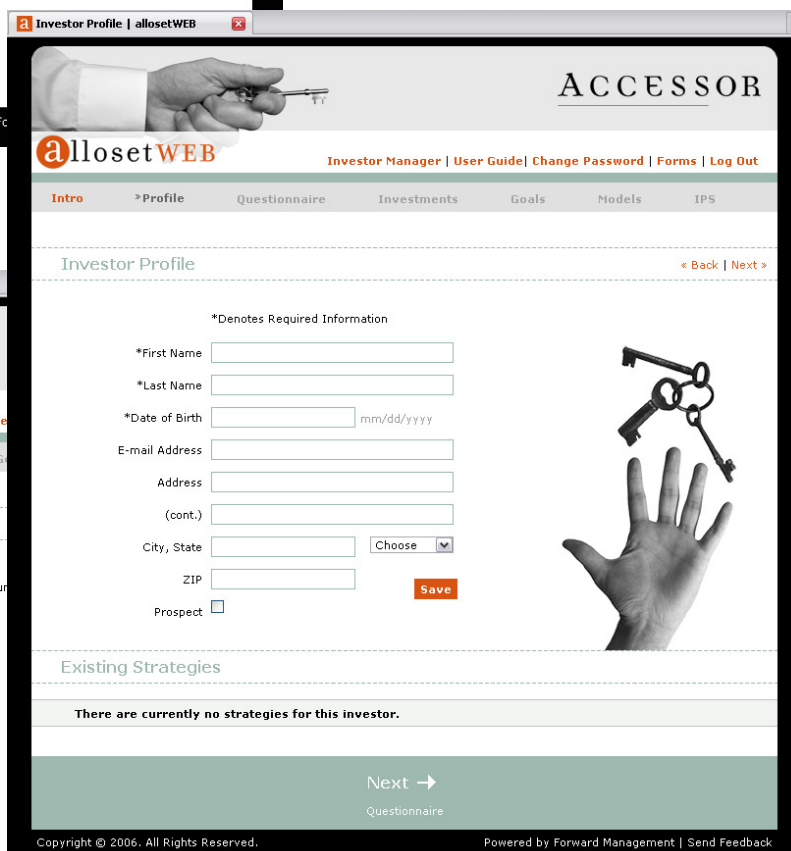 Investor Profile | allosetWEB
ACCESSOR
allosetWEB
Investor Manager | User Guide| Change Password | Forms | Log Out
Intro »Profile Questionnaire Investments Goals Models IPS
Investor Profile « Back | Next »
*Denotes Required Information
*First Name
*Last Name
*Date of Birth mm/dd/yyyy
E-mail Address
Address
(cont.)
City, State Choose
ZIP
Save
Prospect
Existing Strategies
There are currently no strategies for this investor.
Next →
Questionnaire
Copyright © 2006. All Rights Reserved. Powered by Forward Management | Send Feedback